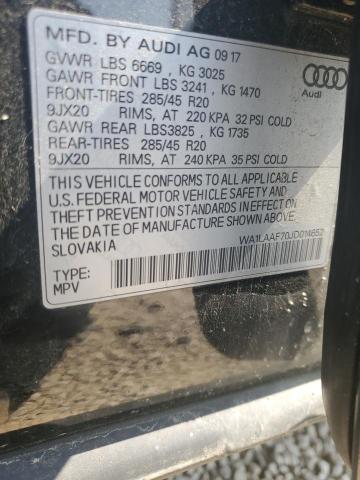 MFD. BY AUDI AG 09 17
GVWR LBS 6669 , KG 3025
GAWR FRONT LBS 3241 , KG 1470
FRONT-TIRES 285/45 R20
9JX20 RIMS, AT 220 KPA 32 PSI COLD
GAWR REAR LBS3825 , KG 1735
REAR-TIRES 285/45 R20
9JX20 RIMS, AT 240 KPA 35 PSI COLD
Audi
THIS VEHICLE CONFORMS TO ALL APPLICABLE
U.S. FEDERAL MOTOR VEHICLE SAFETY AND
THEFT PREVENTION STANDARDS IN EFFECT ON
THE DATE OF MANUFACTURE SHOWN ABOVE.
SLOVAKIA
WA1LAAF70JD014652
TYPE:
MPV